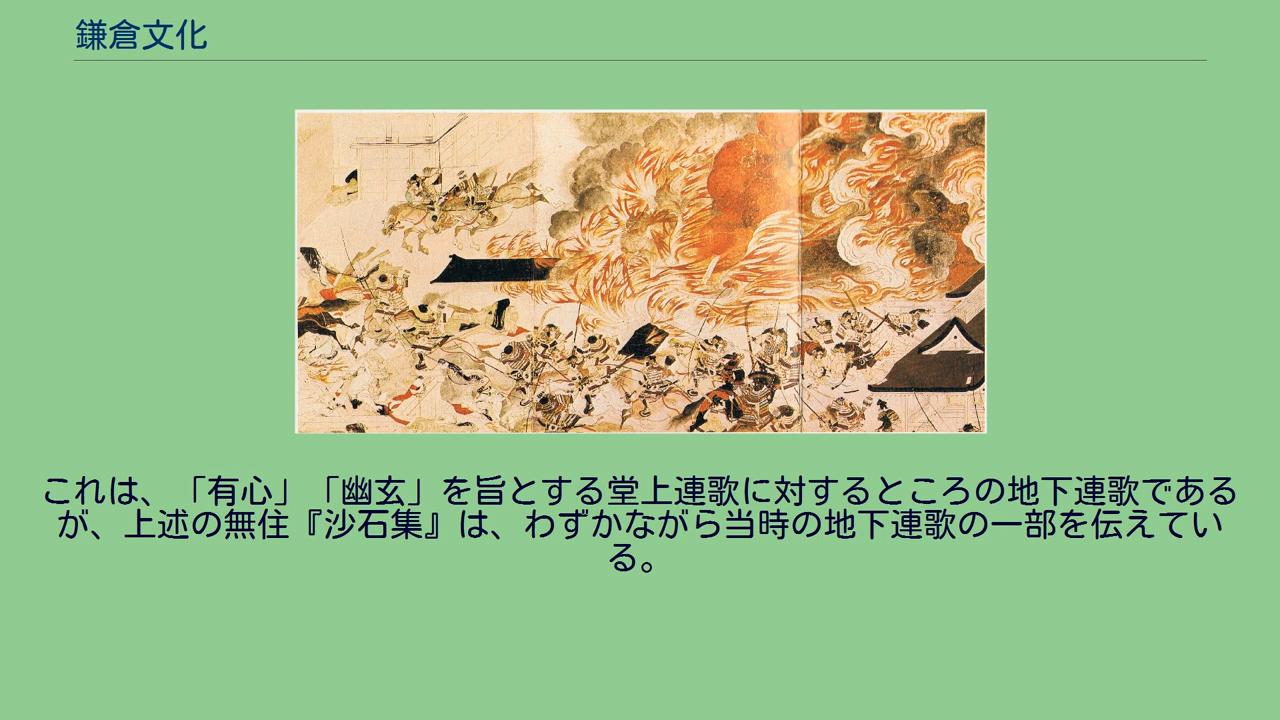 鎌倉文化
これは、「有心」「幽玄」を旨とする堂上連歌に対するところの地下連歌である
が、上述の無住『沙石集』は、わずかながら当時の地下連歌の一部を伝えてい
る。